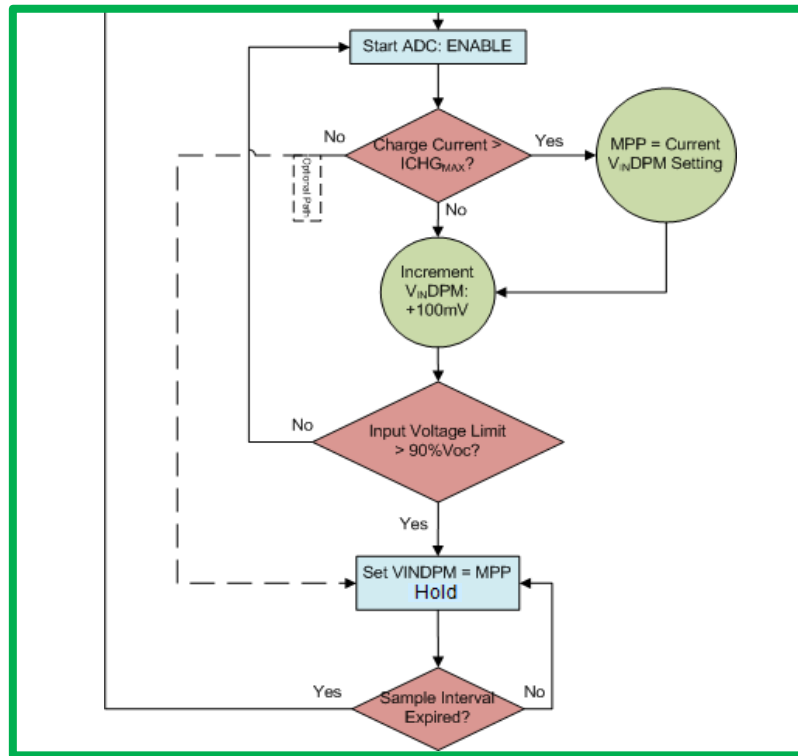 Start ADC: ENABLE
No
Charge Current >
ICHGMAX?
Yes
MPP = Current
VINDPM Setting
Optional Path
No
Increment
VINDPM:
+100mV
No
Input Voltage Limit
> 90%Voc?
Yes
Set VINDPM = MPP
Hold
Yes
Sample Interval
Expired?
No